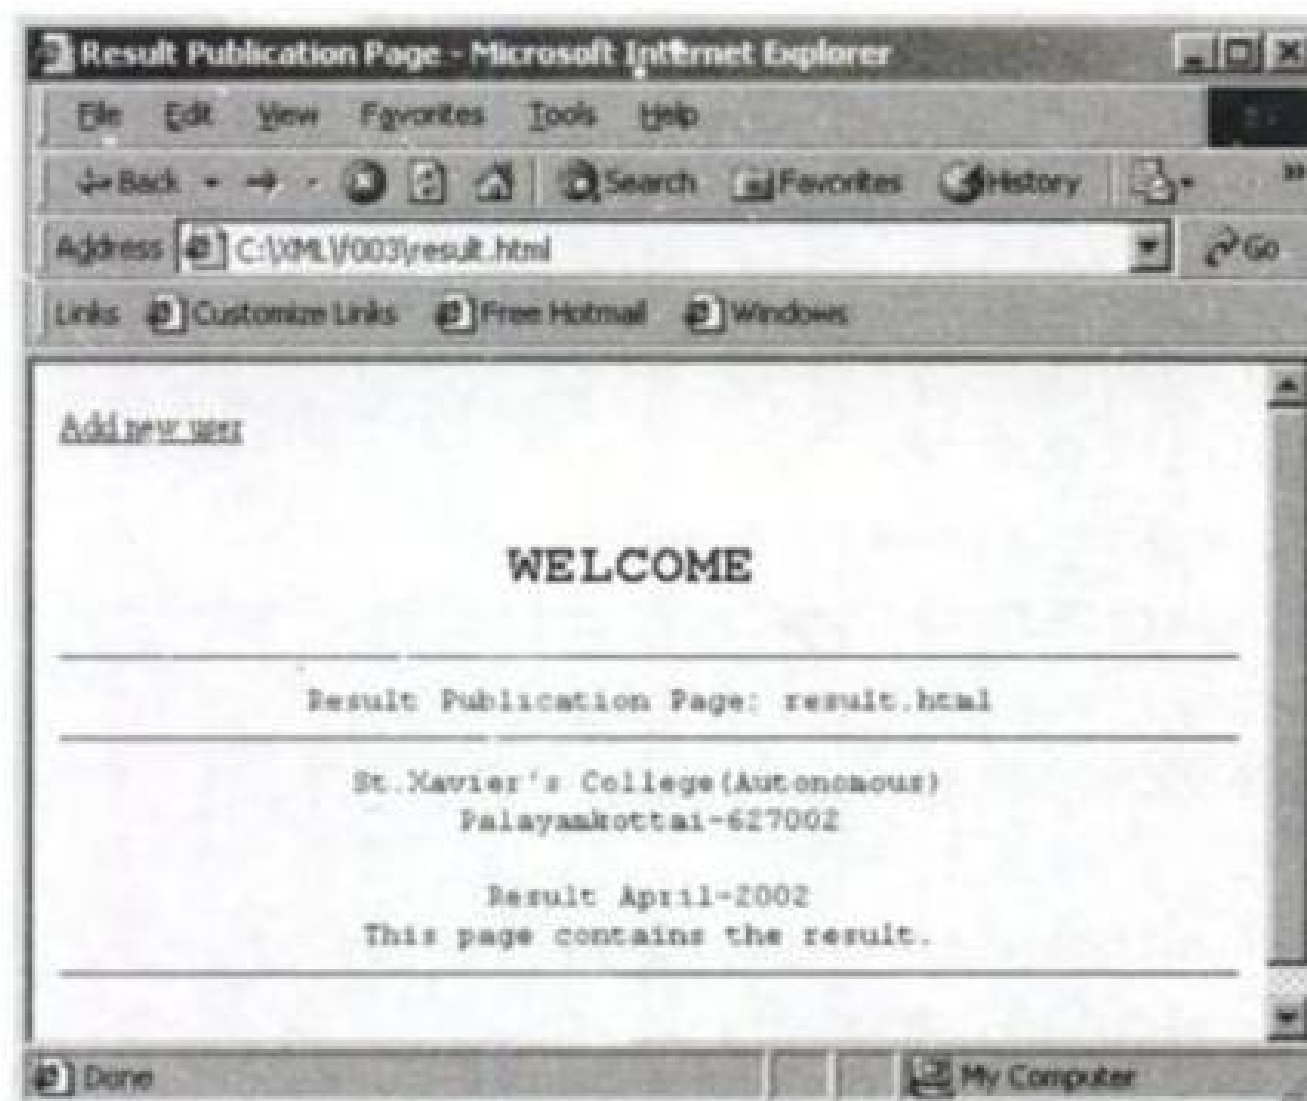 Result Publication Page - Microsoft Internet Explorer
File Edit View Favorites Tools Help
Back Search Favorites History
Address C:\XML\f003\result.html Go
Links Customize Links Free Hotmail Windows
Add new user
WELCOME
Result Publication Page: result.html
St.Xavier's College(Autonomous)
Palayamkottai-627002
Result April-2002
This page contains the result.
Done My Computer